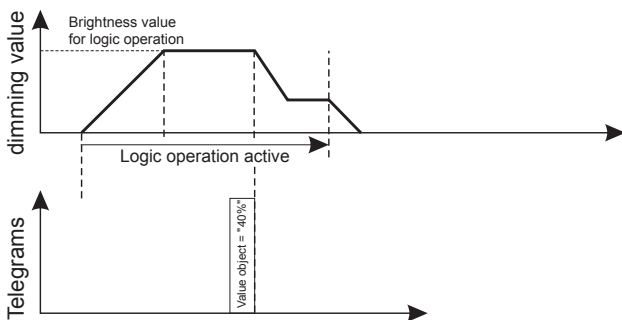 Brightness value
for logic operation
dimming value
Logic operation active
Telegrams
Value object = "40%"